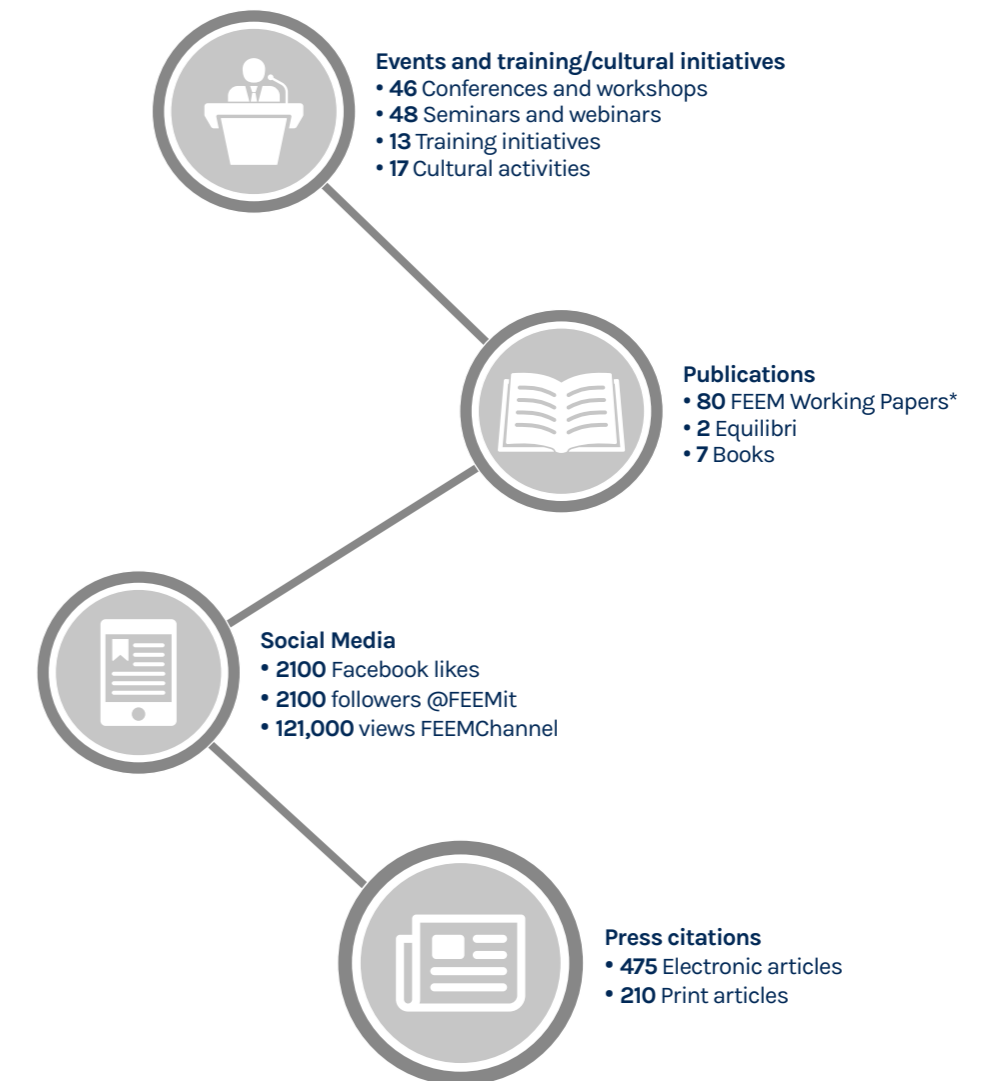 Events and training/cultural initiatives
• 46 Conferences and workshops
• 48 Seminars and webinars
• 13 Training initiatives
• 17 Cultural activities
Publications
• 80 FEEM Working Papers*
• 2 Equilibri
• 7 Books
Social Media
• 2100 Facebook likes
• 2100 followers @FEEMit
• 121,000 views FEEMChannel
Press citations
• 475 Electronic articles
• 210 Print articles